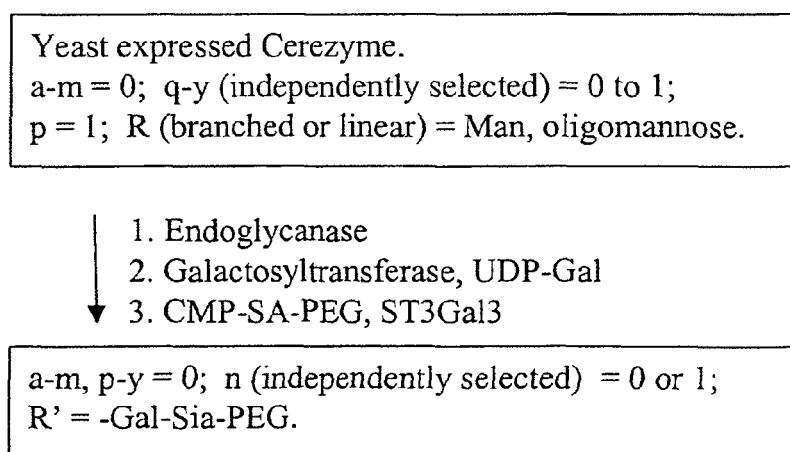 Yeast expressed Cerezyme.
a-m = 0; q-y (independently selected) = 0 to 1;
p = 1; R (branched or linear) = Man, oligomannose.
1. Endoglycanase
2. Galactosyltransferase, UDP-Gal
3. CMP-SA-PEG, ST3Gal3
a-m, p-y = 0; n (independently selected) = 0 or 1;
R' = -Gal-Sia-PEG.